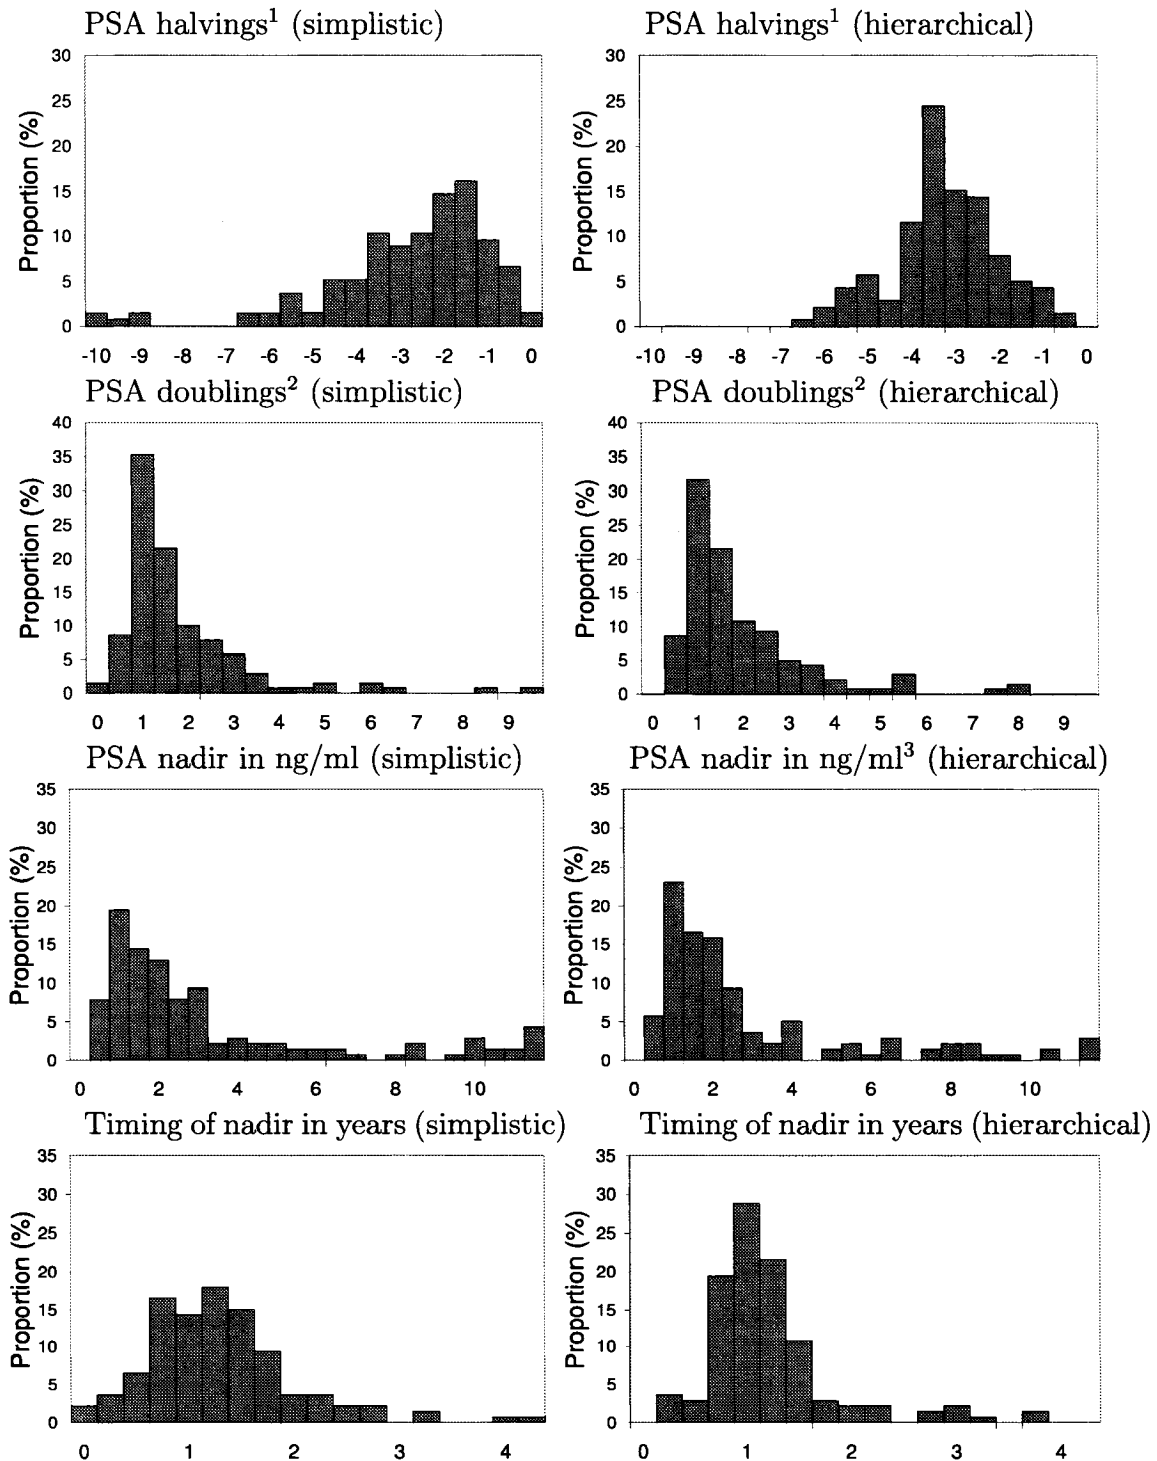 PSA halvings¹ (simplistic)
30
25
20
15
10
5
0
Proportion (%)
-10 -9 -8 -7 -6 -5 -4 -3 -2 -1 0
PSA halvings¹ (hierarchical)
30
25
20
15
10
5
0
Proportion (%)
-10 -9 -8 -7 -6 -5 -4 -3 -2 -1 0
PSA doublings² (simplistic)
40
35
30
25
20
15
10
5
0
Proportion (%)
0 1 2 3 4 5 6 7 8 9
PSA doublings² (hierarchical)
40
35
30
25
20
15
10
5
0
Proportion (%)
0 1 2 3 4 5 6 7 8 9
PSA nadir in ng/ml (simplistic)
35
30
25
20
15
10
5
0
Proportion (%)
0 2 4 6 8 10
PSA nadir in ng/ml³ (hierarchical)
35
30
25
20
15
10
5
0
Proportion (%)
0 2 4 6 8 10
Timing of nadir in years (simplistic)
35
30
25
20
15
10
5
0
Proportion (%)
0 1 2 3 4
Timing of nadir in years (hierarchical)
35
30
25
20
15
10
5
0
Proportion (%)
0 1 2 3 4